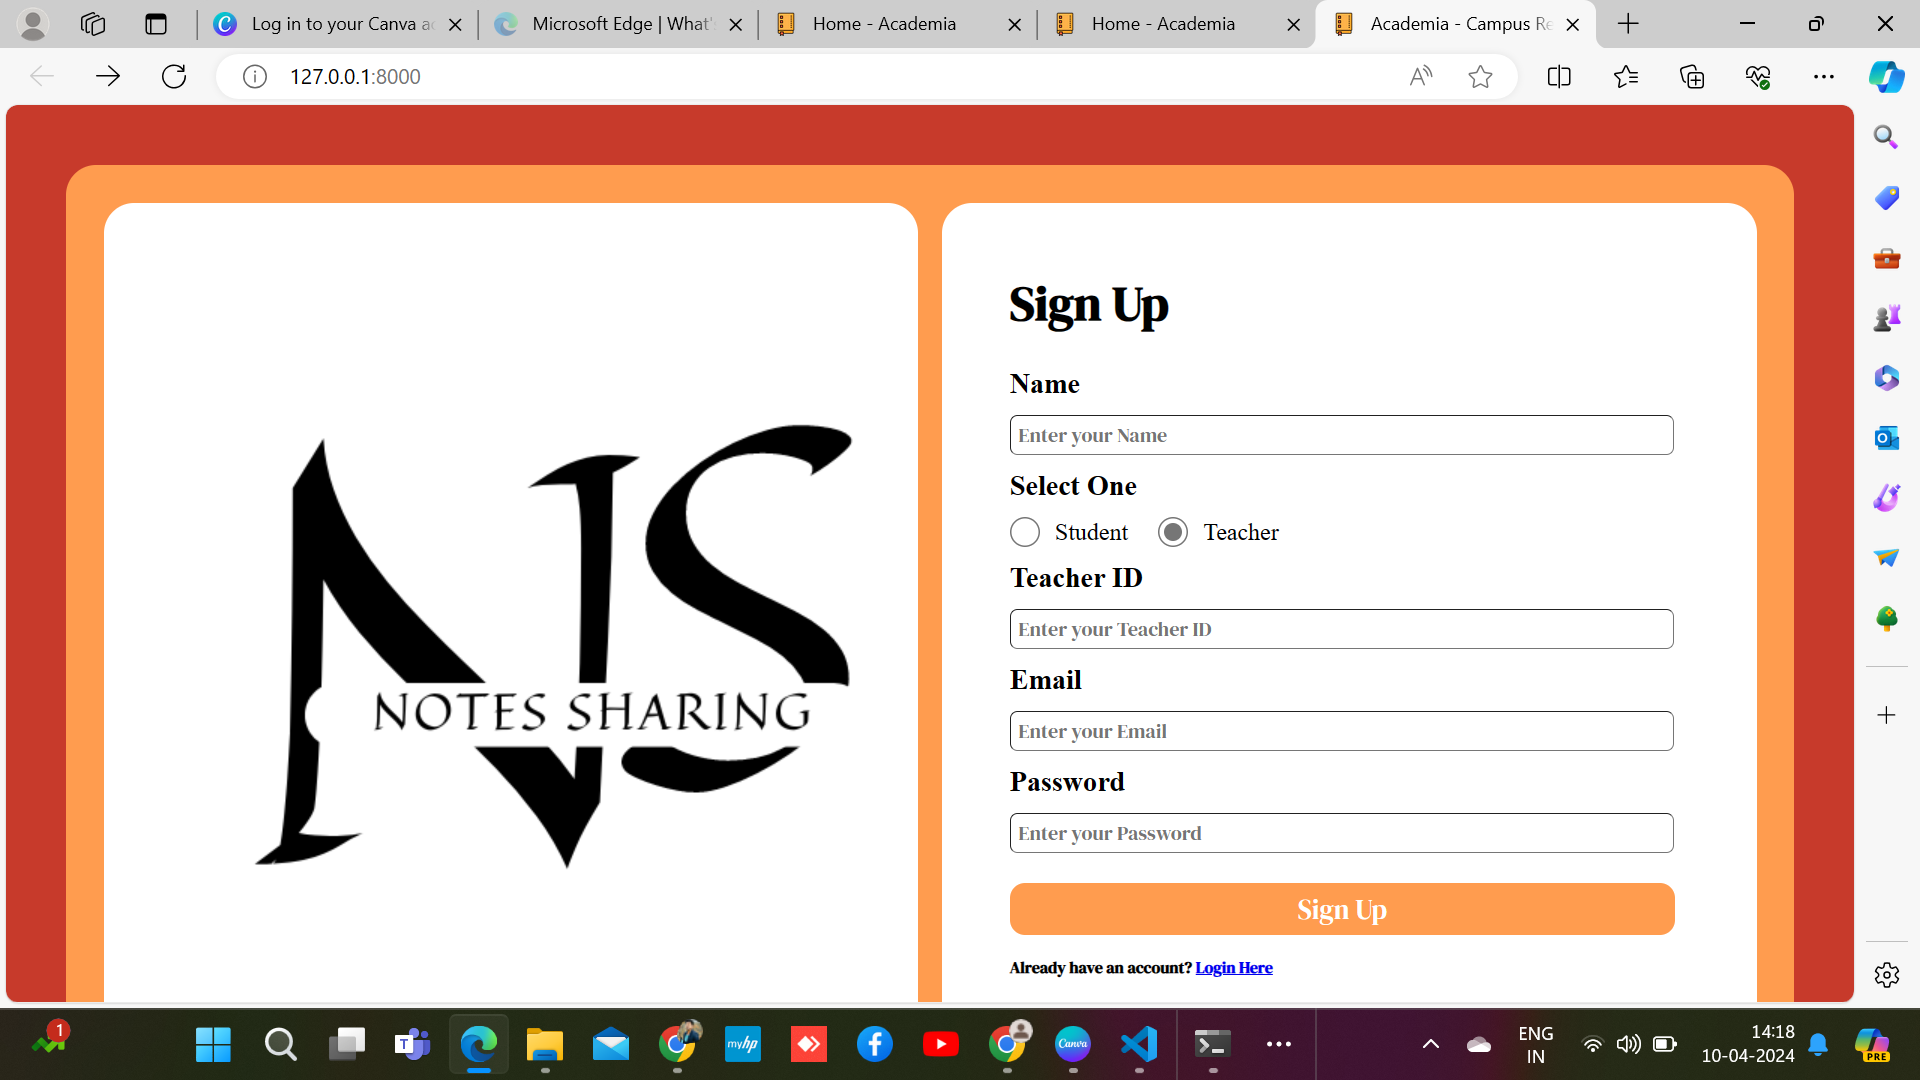 Log in to your Canva ac
Microsoft Edge | What's
Home - Academia
Home - Academia
Academia - Campus Re
127.0.0.1:8000
NS
NOTES SHARING
Sign Up
Name
Enter your Name
Select One
Student
Teacher
Teacher ID
Enter your Teacher ID
Email
Enter your Email
Password
Enter your Password
Sign Up
Already have an account? Login Here
1
T
myhp
Canva
ENG
IN
14:18
10-04-2024
PRE